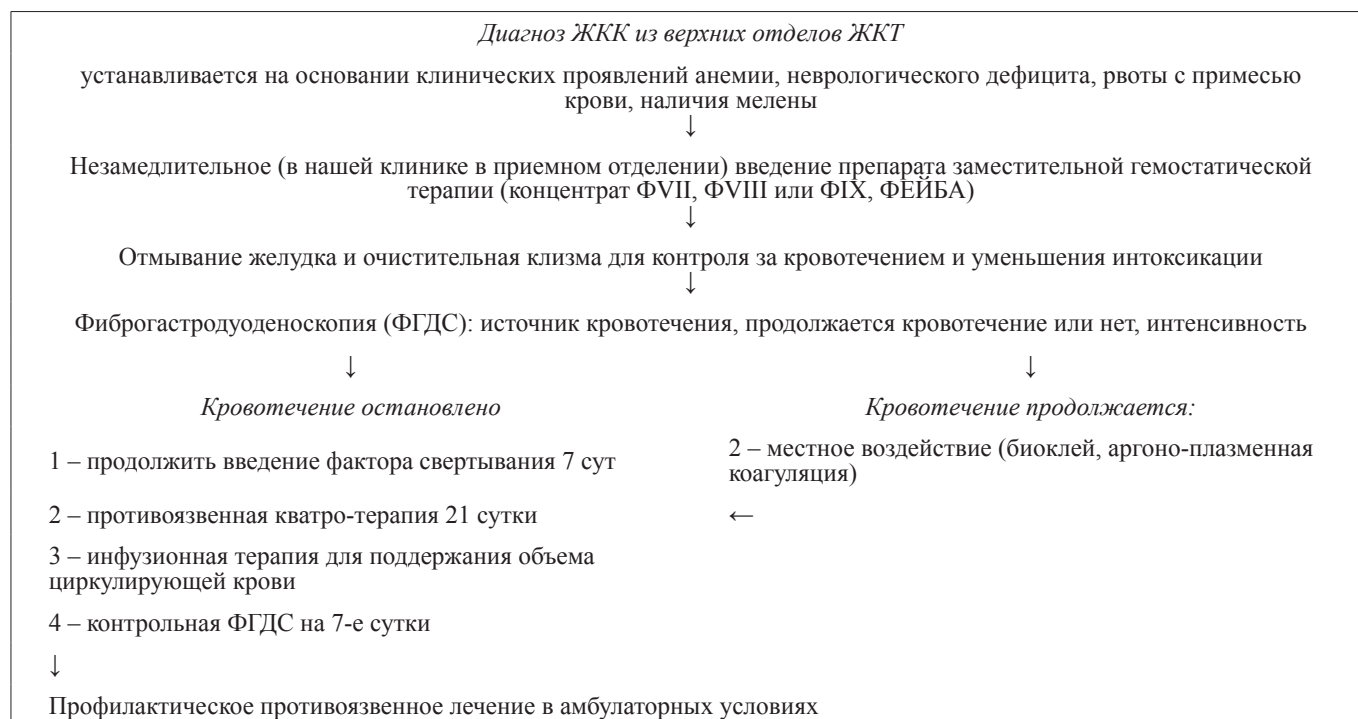 Диагноз ЖКК из верхних отделов ЖКТ
устанавливается на основании клинических проявлений анемии, неврологического дефицита, рвоты с примесью
крови, наличия мелены
↓
Незамедлительное (в нашей клинике в приемном отделении) введение препарата заместительной гемостатической
терапии (концентрат ФVII, ФVIII или ФIX, ФЕЙБА)
↓
Отмывание желудка и очистительная клизма для контроля за кровотечением и уменьшения интоксикации
↓
Фиброгастродуоденоскопия (ФГДС): источник кровотечения, продолжается кровотечение или нет, интенсивность
↓ ↓
Кровотечение остановлено
1 – продолжить введение фактора свертывания 7 сут
2 – противоязвенная кватро-терапия 21 сутки
3 – инфузионная терапия для поддержания объема
циркулирующей крови
4 – контрольная ФГДС на 7-е сутки
↓
Профилактическое противоязвенное лечение в амбулаторных условиях
Кровотечение продолжается:
2 – местное воздействие (биоклей, аргоно-плазменная
коагуляция)
←